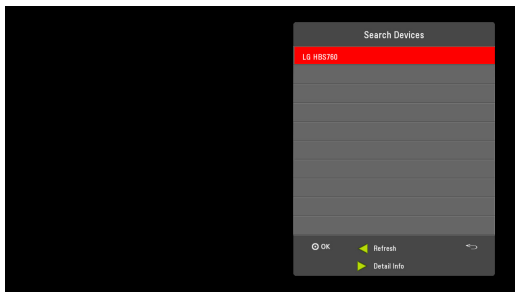 Search Devices
LG HBS760
OK
Refresh
Detail Info